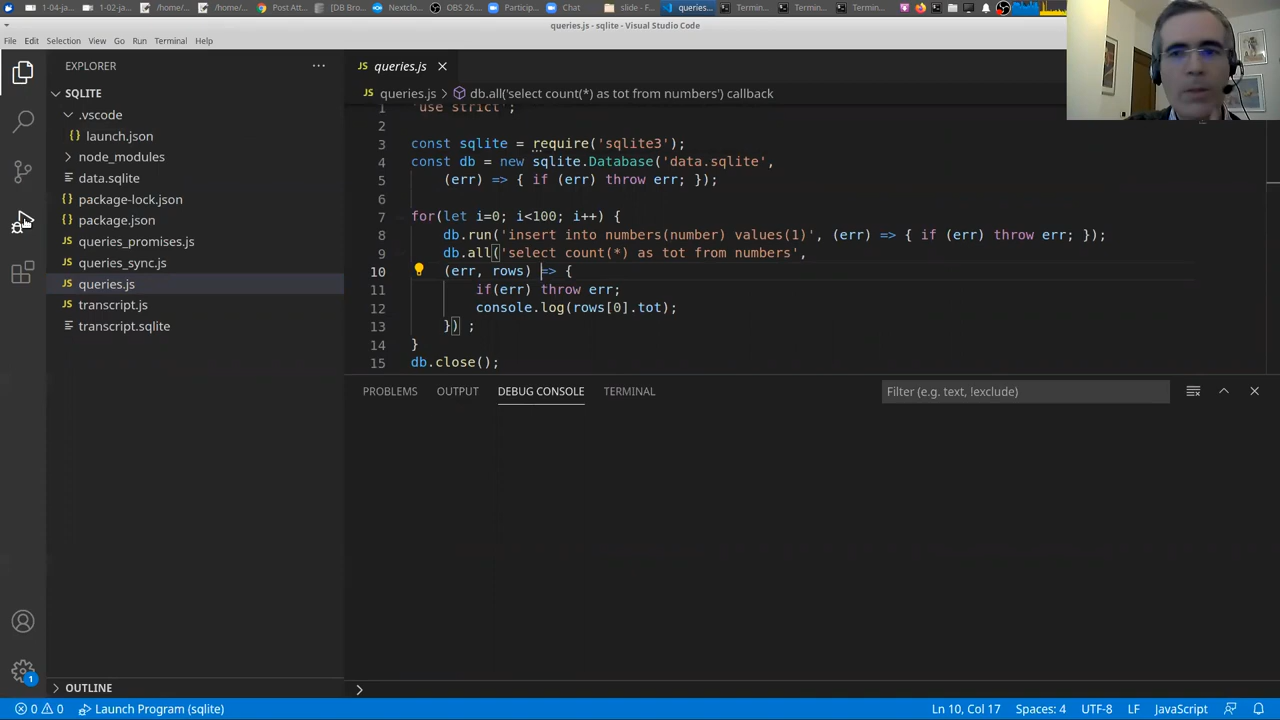 1-04-ja...
1-02-ja...
/home/...
/home/...
Post Att...
[DB Bro...
Nextclo...
OBS 26....
Particip...
Chat
slide - F...
queries...
Termin...
Termin...
Termin...
queries.js - sqlite - Visual Studio Code
File Edit Selection View Go Run Terminal Help
EXPLORER
SQLITE
.vscode
launch.json
node_modules
data.sqlite
package-lock.json
package.json
queries_promises.js
queries_sync.js
queries.js
transcript.js
transcript.sqlite
OUTLINE
queries.js
queries.js > db.all('select count(*) as tot from numbers') callback
1 'use strict';
2
3 const sqlite = require('sqlite3');
4 const db = new sqlite.Database('data.sqlite',
5 (err) => { if (err) throw err; });
6
7 for(let i=0; i<100; i++) {
8 db.run('insert into numbers(number) values(1)', (err) => { if (err) throw err; });
9 db.all('select count(*) as tot from numbers',
10 (err, rows) => {
11 if(err) throw err;
12 console.log(rows[0].tot);
13 }) ;
14 }
15 db.close();
PROBLEMS OUTPUT DEBUG CONSOLE TERMINAL
Filter (e.g. text, !exclude)
1
0 0 Launch Program (sqlite)
Ln 10, Col 17 Spaces: 4 UTF-8 LF JavaScript